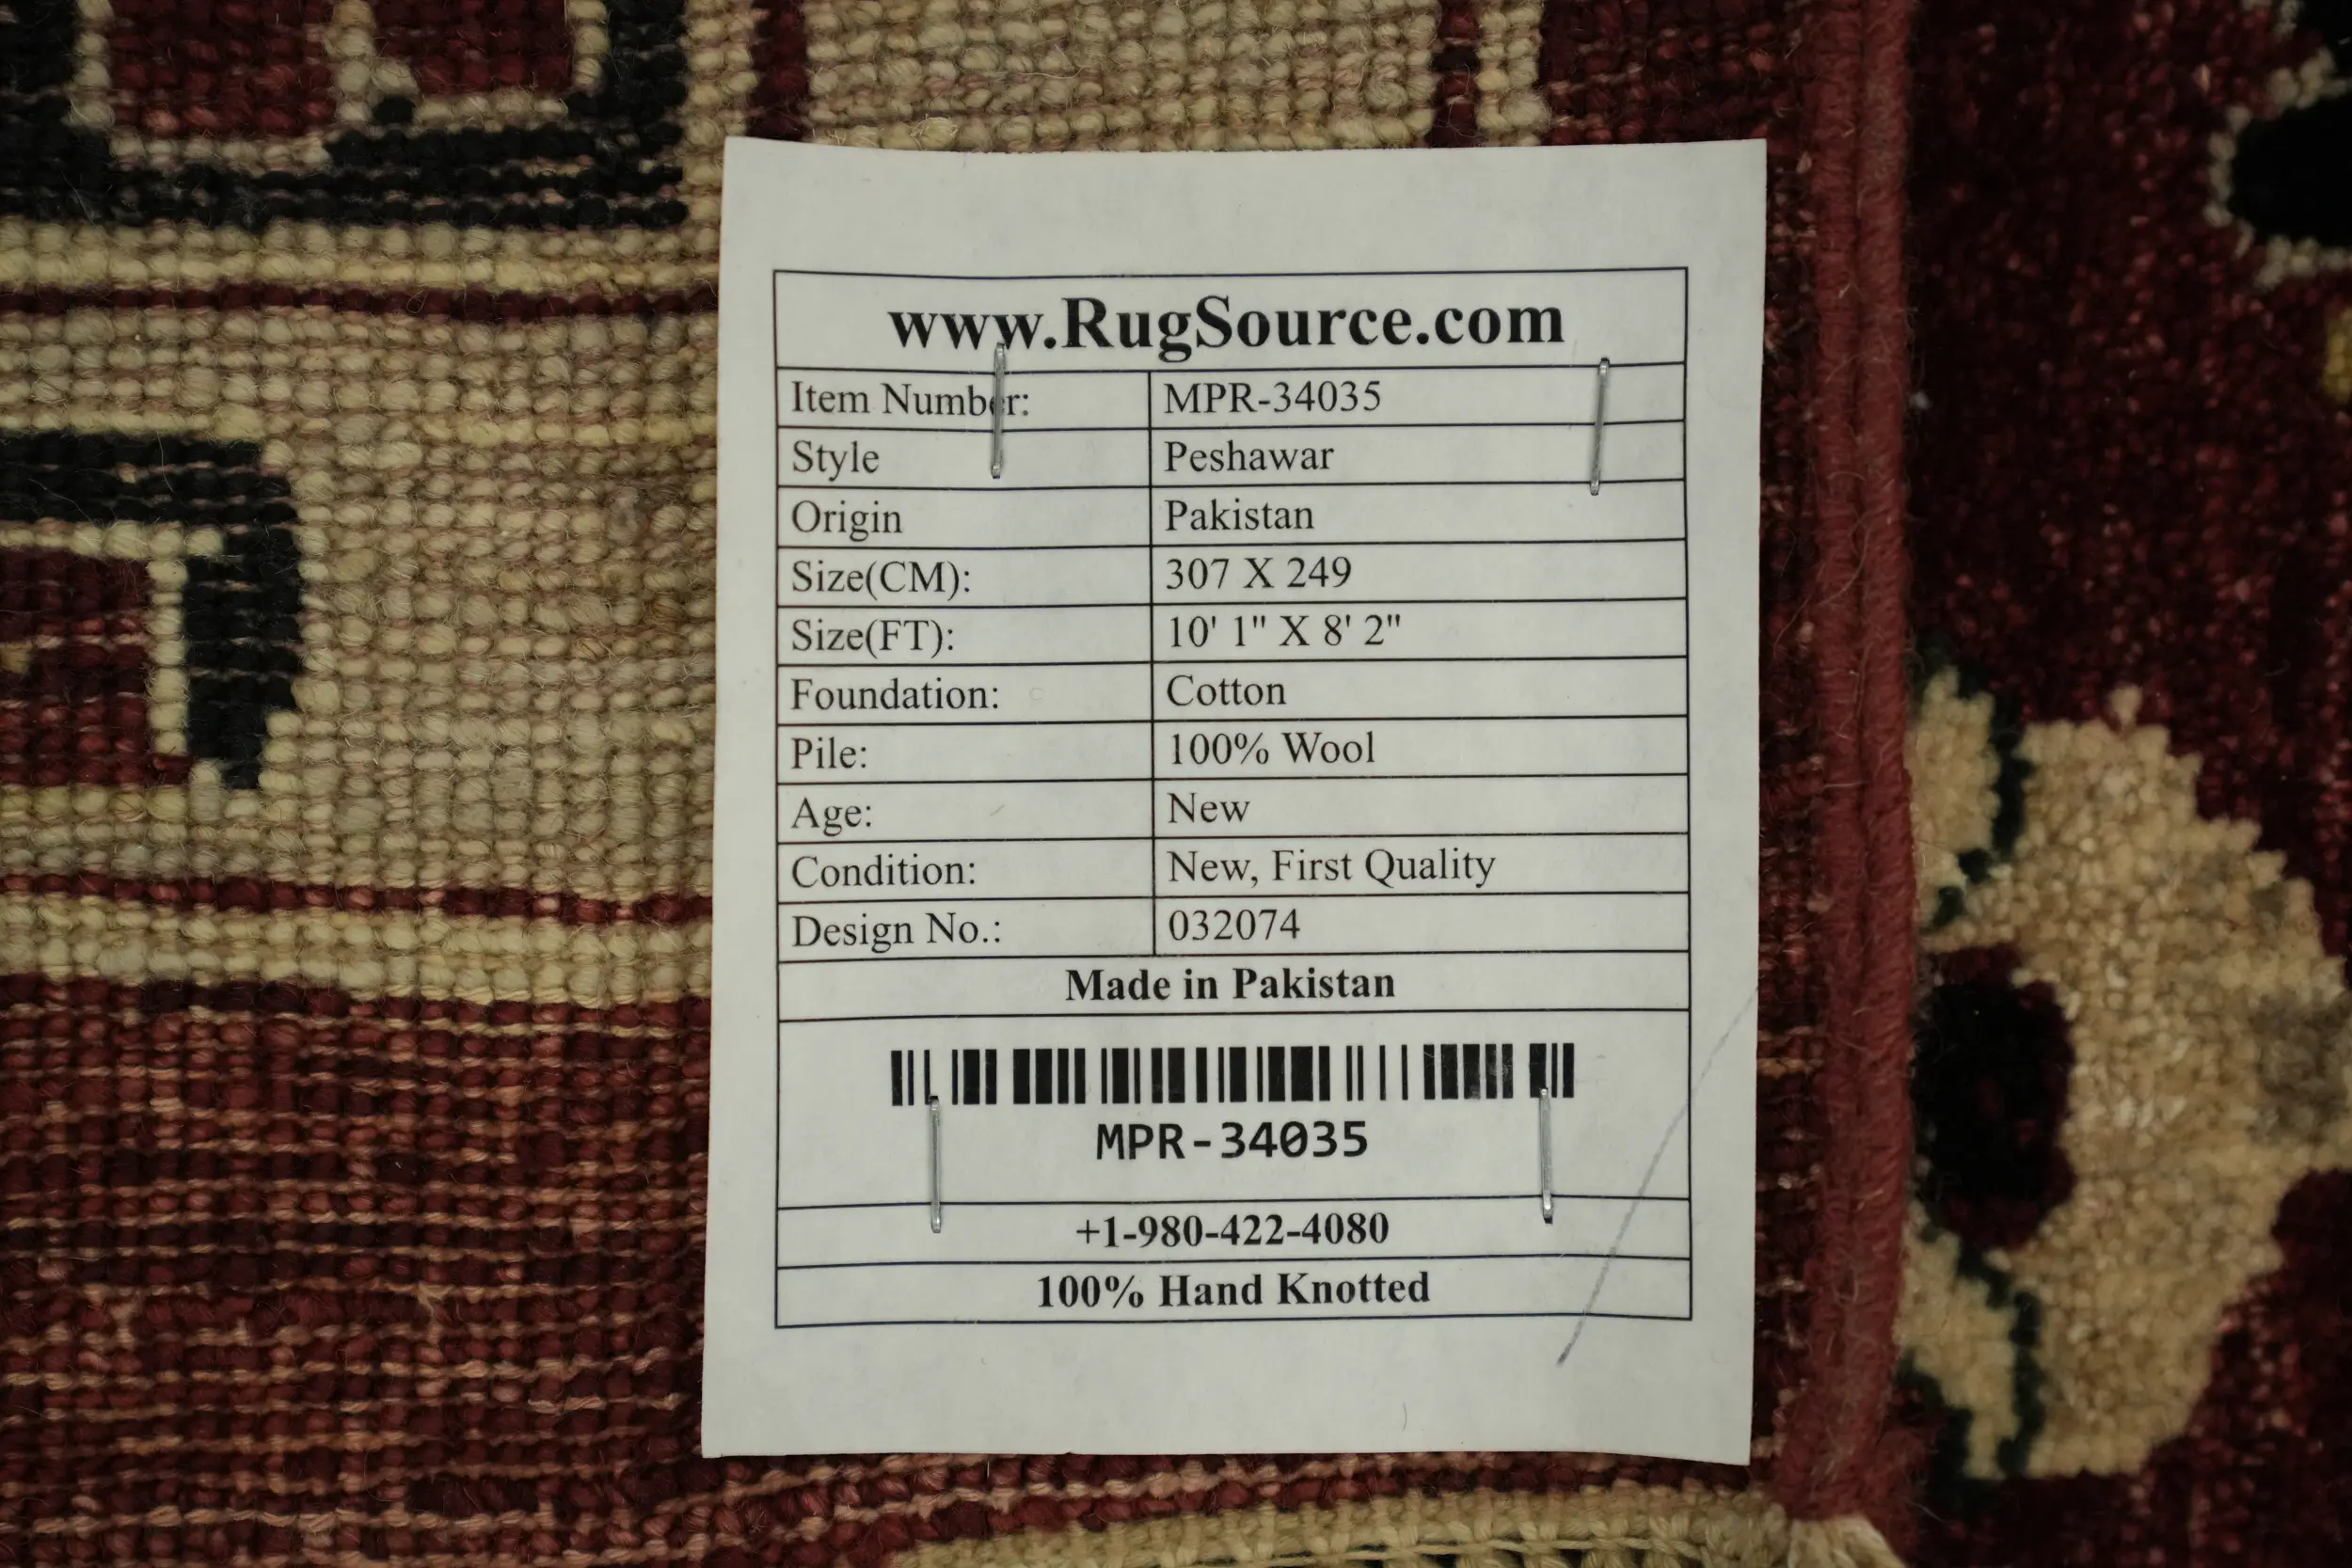 www.RugSource.com
Item Number: MPR-34035
Style Peshawar
Origin Pakistan
Size(CM): 307 X 249
Size(FT): 10' 1" X 8' 2"
Foundation: Cotton
Pile: 100% Wool
Age: New
Condition: New, First Quality
Design No.: 032074
Made in Pakistan
MPR-34035
+1-980-422-4080
100% Hand Knotted